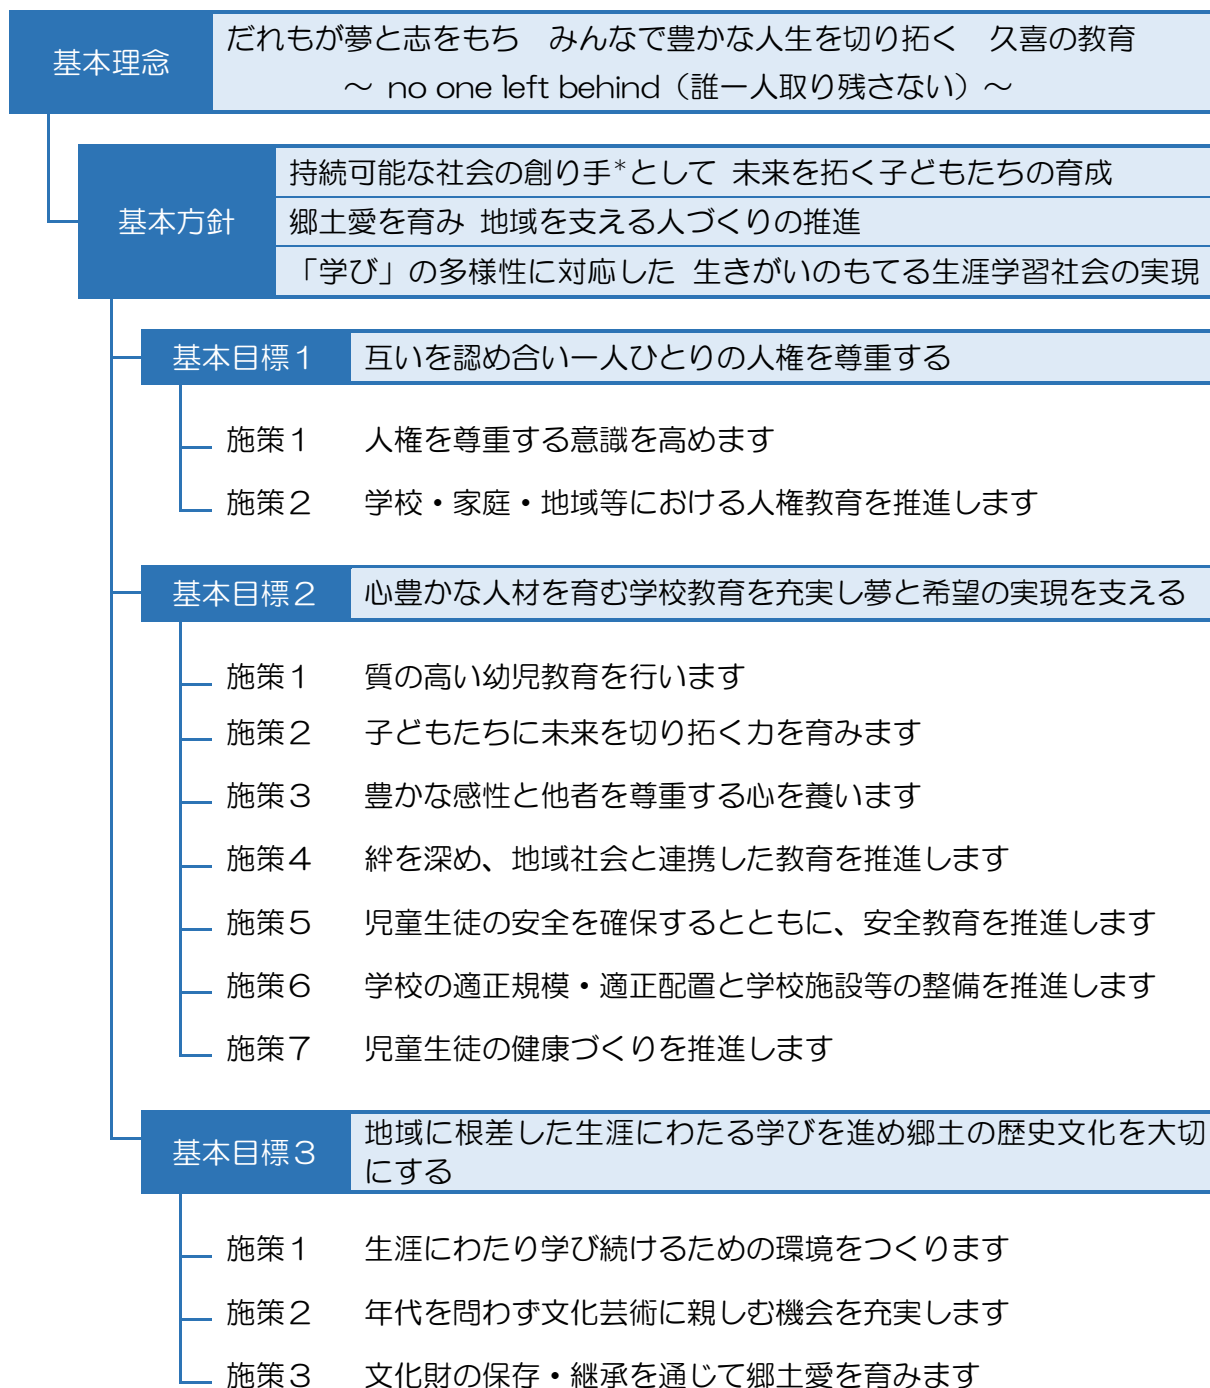 基本理念
だれもが夢と志をもち　みんなで豊かな人生を切り拓く　久喜の教育
～ no one left behind（誰一人取り残さない）～
基本方針
持続可能な社会の創り手*として 未来を拓く子どもたちの育成
郷土愛を育み 地域を支える人づくりの推進
「学び」の多様性に対応した 生きがいのもてる生涯学習社会の実現
基本目標１ 互いを認め合い一人ひとりの人権を尊重する
施策１ 人権を尊重する意識を高めます
施策２ 学校・家庭・地域等における人権教育を推進します
基本目標２ 心豊かな人材を育む学校教育を充実し夢と希望の実現を支える
施策１ 質の高い幼児教育を行います
施策２ 子どもたちに未来を切り拓く力を育みます
施策３ 豊かな感性と他者を尊重する心を養います
施策４ 絆を深め、地域社会と連携した教育を推進します
施策５ 児童生徒の安全を確保するとともに、安全教育を推進します
施策６ 学校の適正規模・適正配置と学校施設等の整備を推進します
施策７ 児童生徒の健康づくりを推進します
基本目標３ 地域に根差した生涯にわたる学びを進め郷土の歴史文化を大切
にする
施策１ 生涯にわたり学び続けるための環境をつくります
施策２ 年代を問わず文化芸術に親しむ機会を充実します
施策３ 文化財の保存・継承を通じて郷土愛を育みます